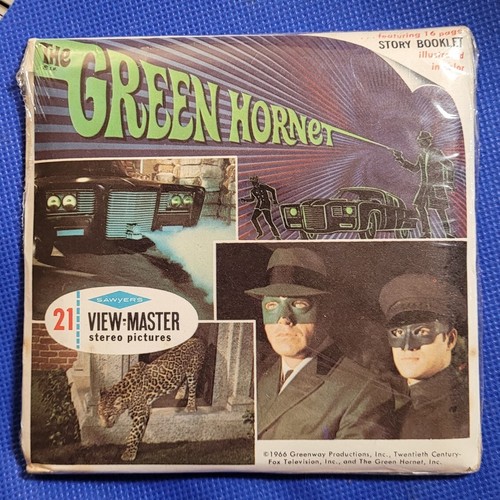 The
GREEN HORNET
... featuring 16 page
STORY BOOKLET
illustrated
in color
SAWYER'S
21 VIEW-MASTER
stereo pictures
©1966 Greenway Productions, Inc., Twentieth Century-
Fox Television, Inc., and The Green Hornet, Inc.